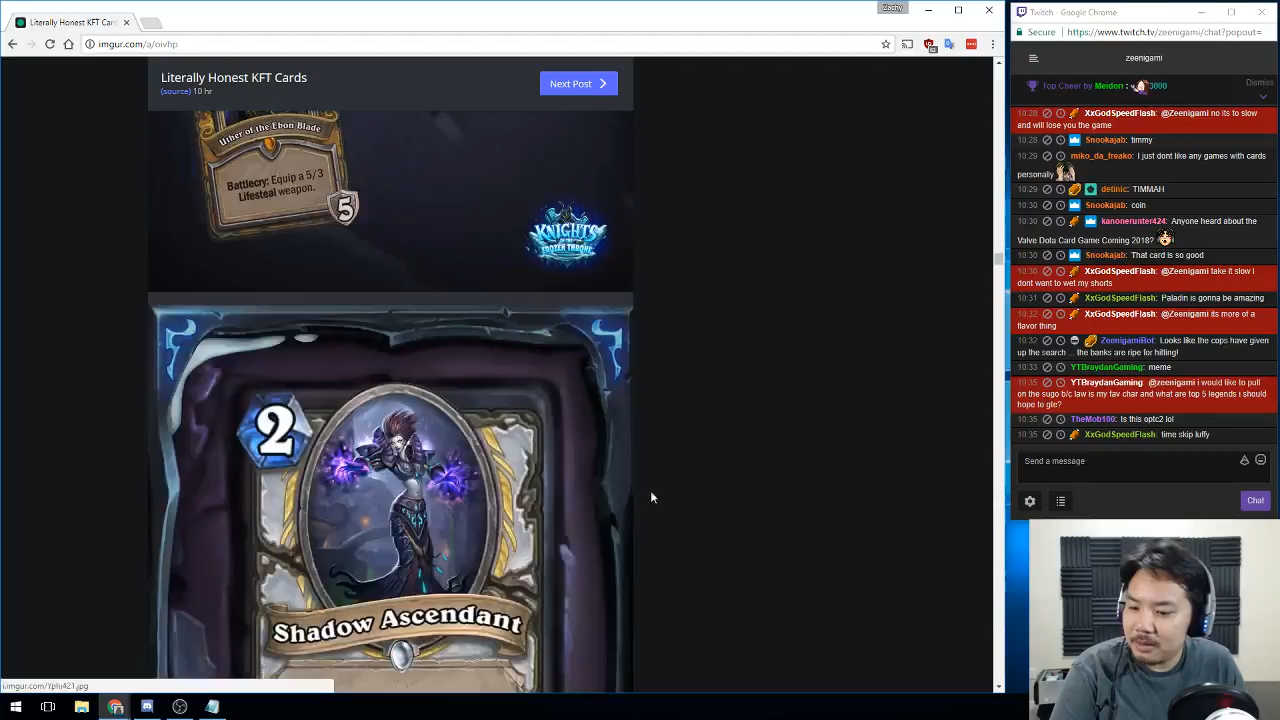 Literally Honest KFT Card
Zachy
imgur.com/a/oivhp
Literally Honest KFT Cards
(source) 10 hr
Next Post
Uther of the Ebon Blade
Battlecry: Equip a 5/3
Lifesteal weapon.
5
KNIGHTS
OF THE
FROZEN THRONE
2
Shadow Ascendant
i.imgur.com/Yphi421.jpg
Twitch - Google Chrome
Secure
https://www.twitch.tv/zeenigami/chat?popout=
zeenigami
Top Cheer by Meidori : 3000
Dismiss
10:28 XxGodSpeedFlash: @Zeenigami no its to slow
and will lose you the game
10:28 Snookajab: timmy
10:29 miko_da_freako: I just dont like any games with cards
personally
10:29 detinic: TIMMAH
10:30 Snookajab: coin
10:30 kanonerunter424: Anyone heard about the
Valve Dota Card Game Coming 2018?
10:30 Snookajab: That card is so good
10:30 XxGodSpeedFlash: @Zeenigami take it slow i
dont want to wet my shorts
10:31 XxGodSpeedFlash: Paladin is gonna be amazing
10:32 XxGodSpeedFlash: @Zeenigami its more of a
flavor thing
10:32 ZeenigamiBot: Looks like the cops have given
up the search ... the banks are ripe for hitting!
10:33 YTBraydanGaming: meme
10:35
YTBraydanGaming: @zeenigami i would like to pull
on the sugo b/c law is my fav char and what are top 5 legends i should
hope to gte?
10:35 TheMob100: Is this optc2 lol
10:35 XxGodSpeedFlash: time skip luffy
Send a message
Chat